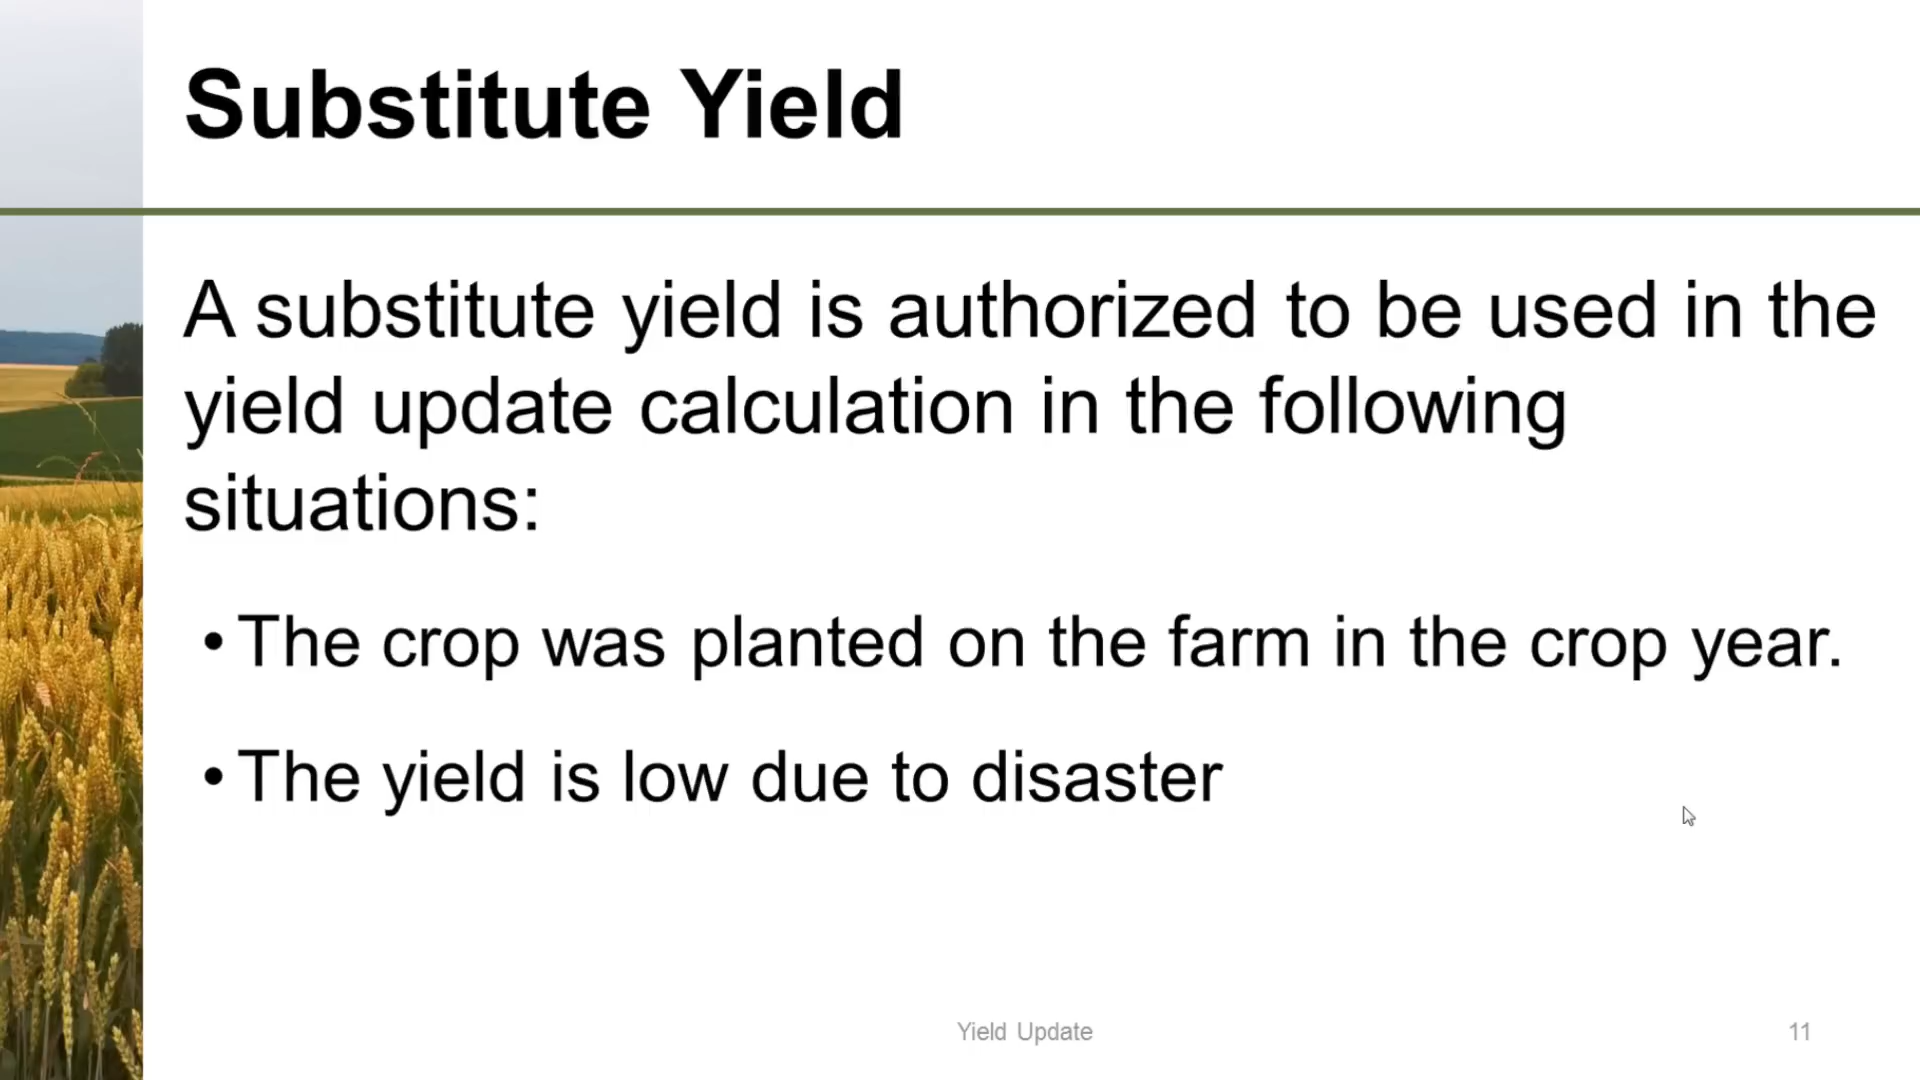 Substitute Yield
A substitute yield is authorized to be used in the
yield update calculation in the following
situations:
• The crop was planted on the farm in the crop year.
• The yield is low due to disaster
Yield Update
11